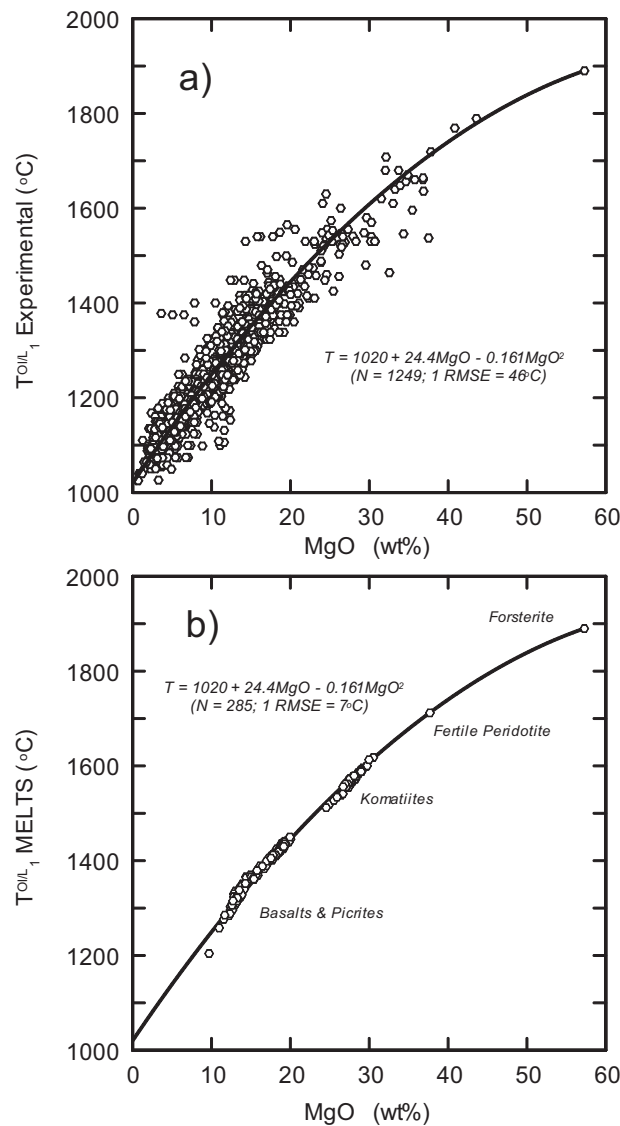 2000
a)
1800
1600
1400
1200
1000
T^Ol/L_1 Experimental (°C)
T = 1020 + 24.4MgO - 0.161MgO²
(N = 1249; 1 RMSE = 46°C)
0 10 20 30 40 50 60
MgO (wt%)
2000
b)
1800
1600
1400
1200
1000
T^Ol/L_1 MELTS (°C)
Forsterite
T = 1020 + 24.4MgO - 0.161MgO²
(N = 285; 1 RMSE = 7°C)
Fertile Peridotite
Komatiites
Basalts & Picrites
0 10 20 30 40 50 60
MgO (wt%)